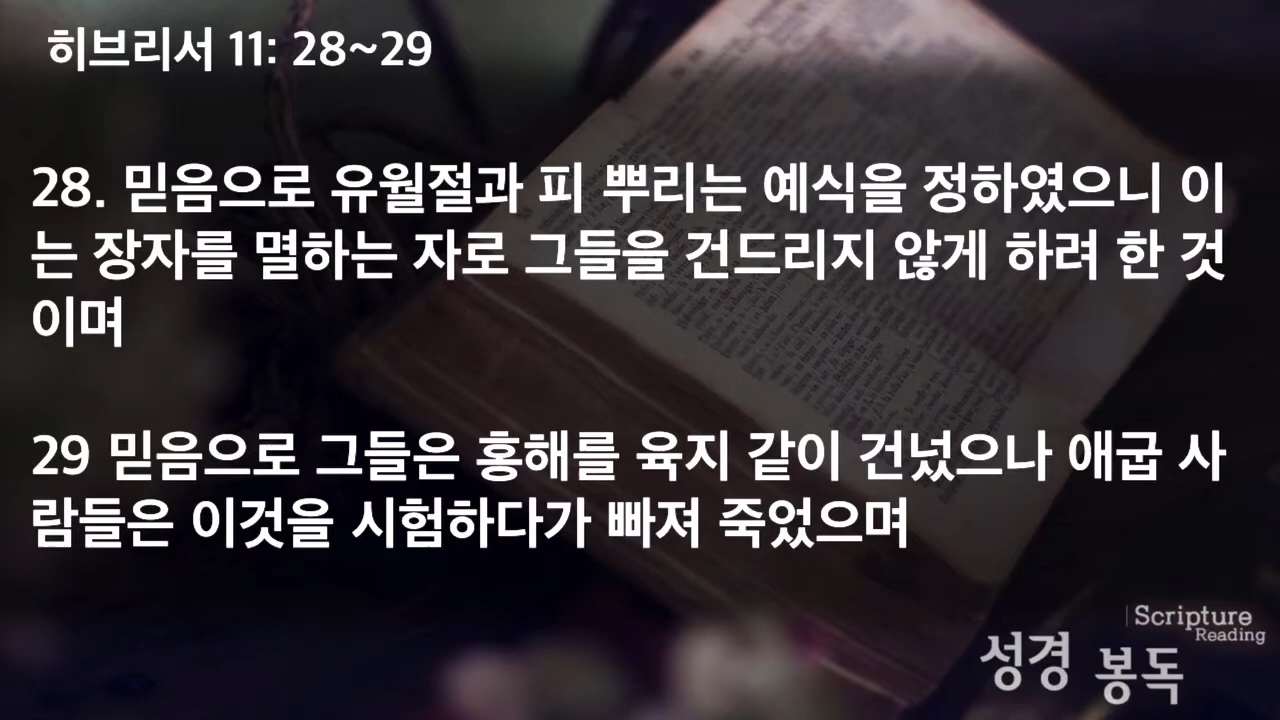 히브리서 11: 28~29
28. 믿음으로 유월절과 피 뿌리는 예식을 정하였으니 이
는 장자를 멸하는 자로 그들을 건드리지 않게 하려 한 것
이며
29 믿음으로 그들은 홍해를 육지 같이 건넜으나 애굽 사
람들은 이것을 시험하다가 빠져 죽었으며
Scripture
Reading
성경 봉독